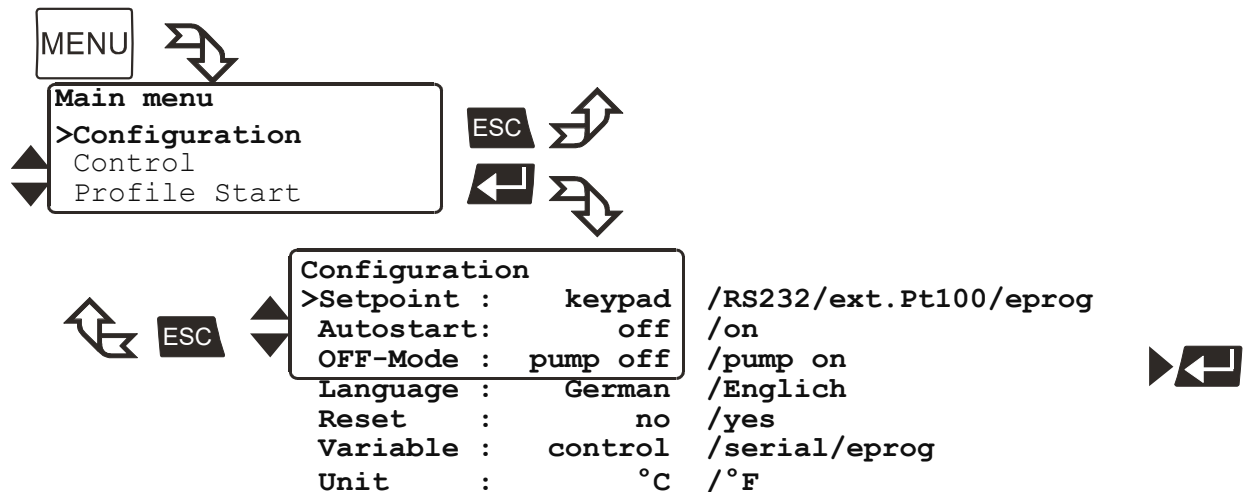 MENU
Main menu
>Configuration
Control
Profile Start
ESC
Configuration
>Setpoint : keypad /RS232/ext.Pt100/eprog
Autostart: off /on
OFF-Mode : pump off /pump on
Language : German /Englich
Reset : no /yes
Variable : control /serial/eprog
Unit : °C /°F
ESC